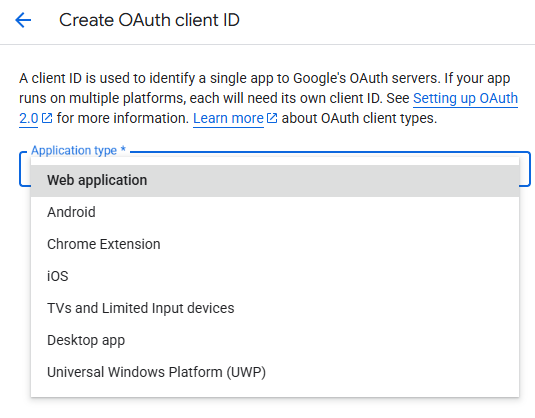 Create OAuth client ID
A client ID is used to identify a single app to Google's OAuth servers. If your app
runs on multiple platforms, each will need its own client ID. See Setting up OAuth
2.0 for more information. Learn more about OAuth client types.
Application type *
Web application
Android
Chrome Extension
iOS
TVs and Limited Input devices
Desktop app
Universal Windows Platform (UWP)